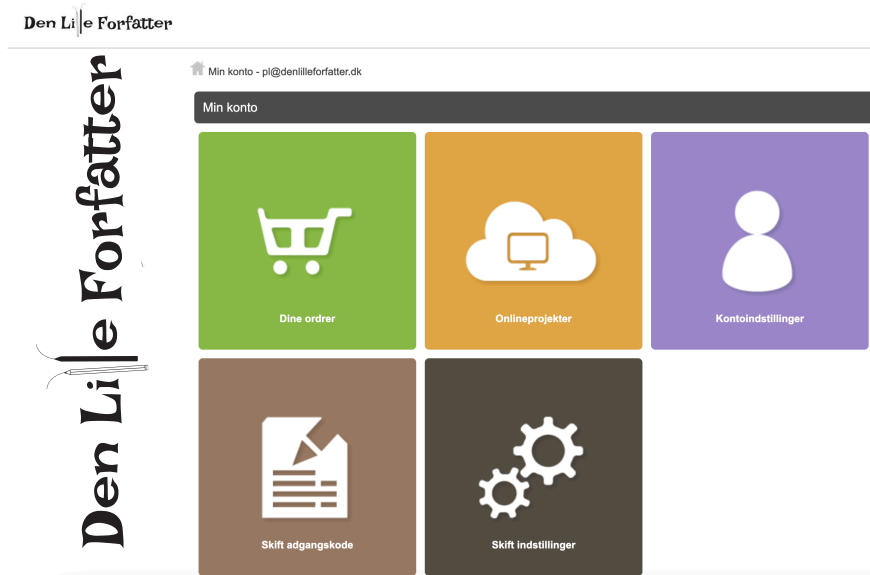 Den Lille Forfatter
Den Lille Forfatter
Min konto - pl@denlilleforfatter.dk
Min konto
Dine ordrer
Onlineprojekter
Kontoindstillinger
Skift adgangskode
Skift indstillinger